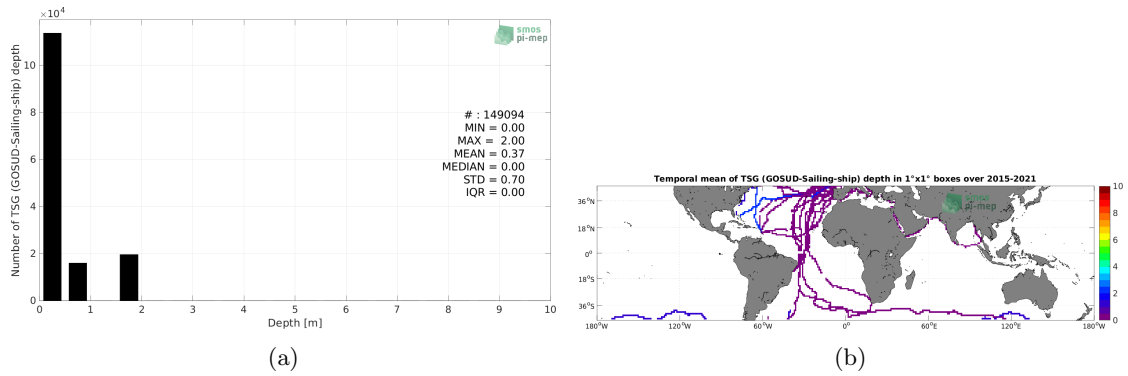 ×10⁴
smos
pi-mep
10
8
6
4
2
0
Number of TSG (GOSUD-Sailing-ship) depth
# : 149094
MIN = 0.00
MAX = 2.00
MEAN = 0.37
MEDIAN = 0.00
STD = 0.70
IQR = 0.00
0 1 2 3 4 5 6 7 8 9 10
Depth [m]
(a)
Temporal mean of TSG (GOSUD-Sailing-ship) depth in 1°x1° boxes over 2015-2021
smos
pi-mep
36°N
18°N
0°
18°S
36°S
180°W 120°W 60°W 0° 60°E 120°E 180°W
10
8
6
4
2
0
(b)